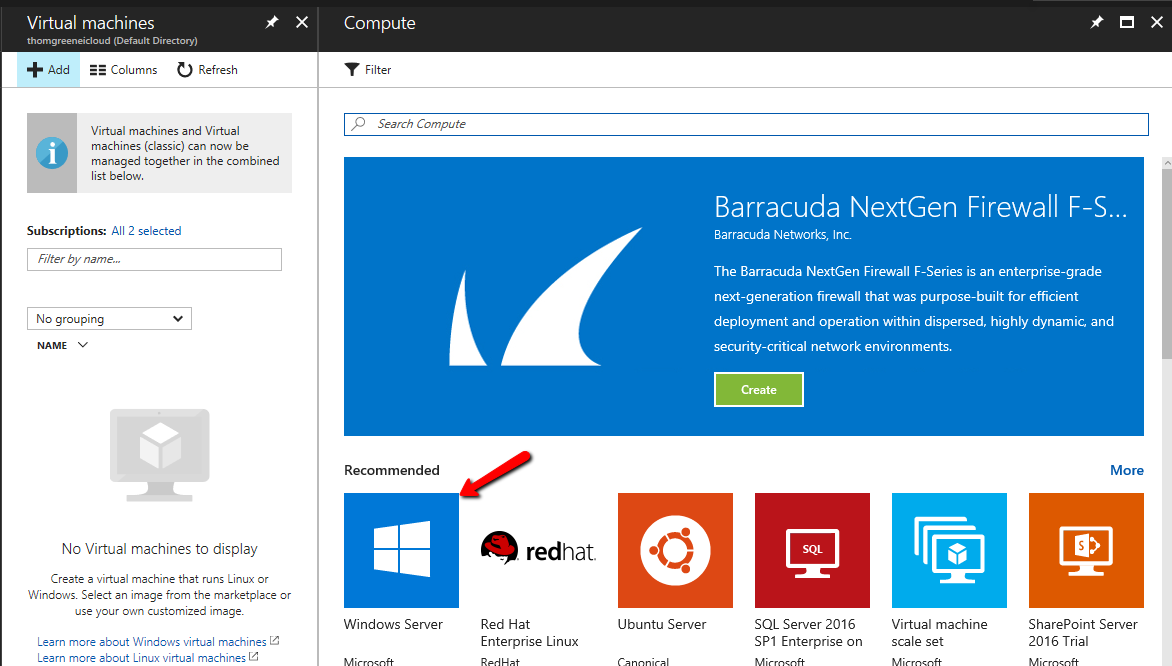 Virtual machines
thomgreeneicloud (Default Directory)
Add
Columns
Refresh
Virtual machines and Virtual
machines (classic) can now be
managed together in the combined
list below.
Subscriptions: All 2 selected
Filter by name...
No grouping
NAME
No Virtual machines to display
Create a virtual machine that runs Linux or
Windows. Select an image from the marketplace or
use your own customized image.
Learn more about Windows virtual machines
Learn more about Linux virtual machines
Compute
Filter
Search Compute
Barracuda NextGen Firewall F-S...
Barracuda Networks, Inc.
The Barracuda NextGen Firewall F-Series is an enterprise-grade
next-generation firewall that was purpose-built for efficient
deployment and operation within dispersed, highly dynamic, and
security-critical network environments.
Create
Recommended
More
Windows Server
Microsoft
redhat.
Red Hat
Enterprise Linux
RedHat
Ubuntu Server
Canonical
SQL
SQL Server 2016
SP1 Enterprise on
Microsoft
Virtual machine
scale set
Microsoft
S
SharePoint Server
2016 Trial
Microsoft